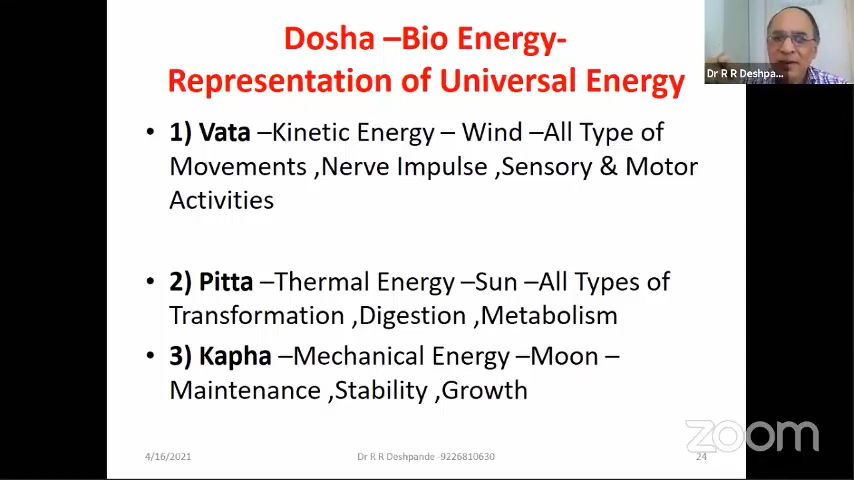 Dosha –Bio Energy-
Representation of Universal Energy
Dr R R Deshpa...
• 1) Vata –Kinetic Energy – Wind –All Type of
Movements ,Nerve Impulse ,Sensory & Motor
Activities
• 2) Pitta –Thermal Energy –Sun –All Types of
Transformation ,Digestion ,Metabolism
• 3) Kapha –Mechanical Energy –Moon –
Maintenance ,Stability ,Growth
zoom
4/16/2021
Dr R R Deshpande -9226810630
24